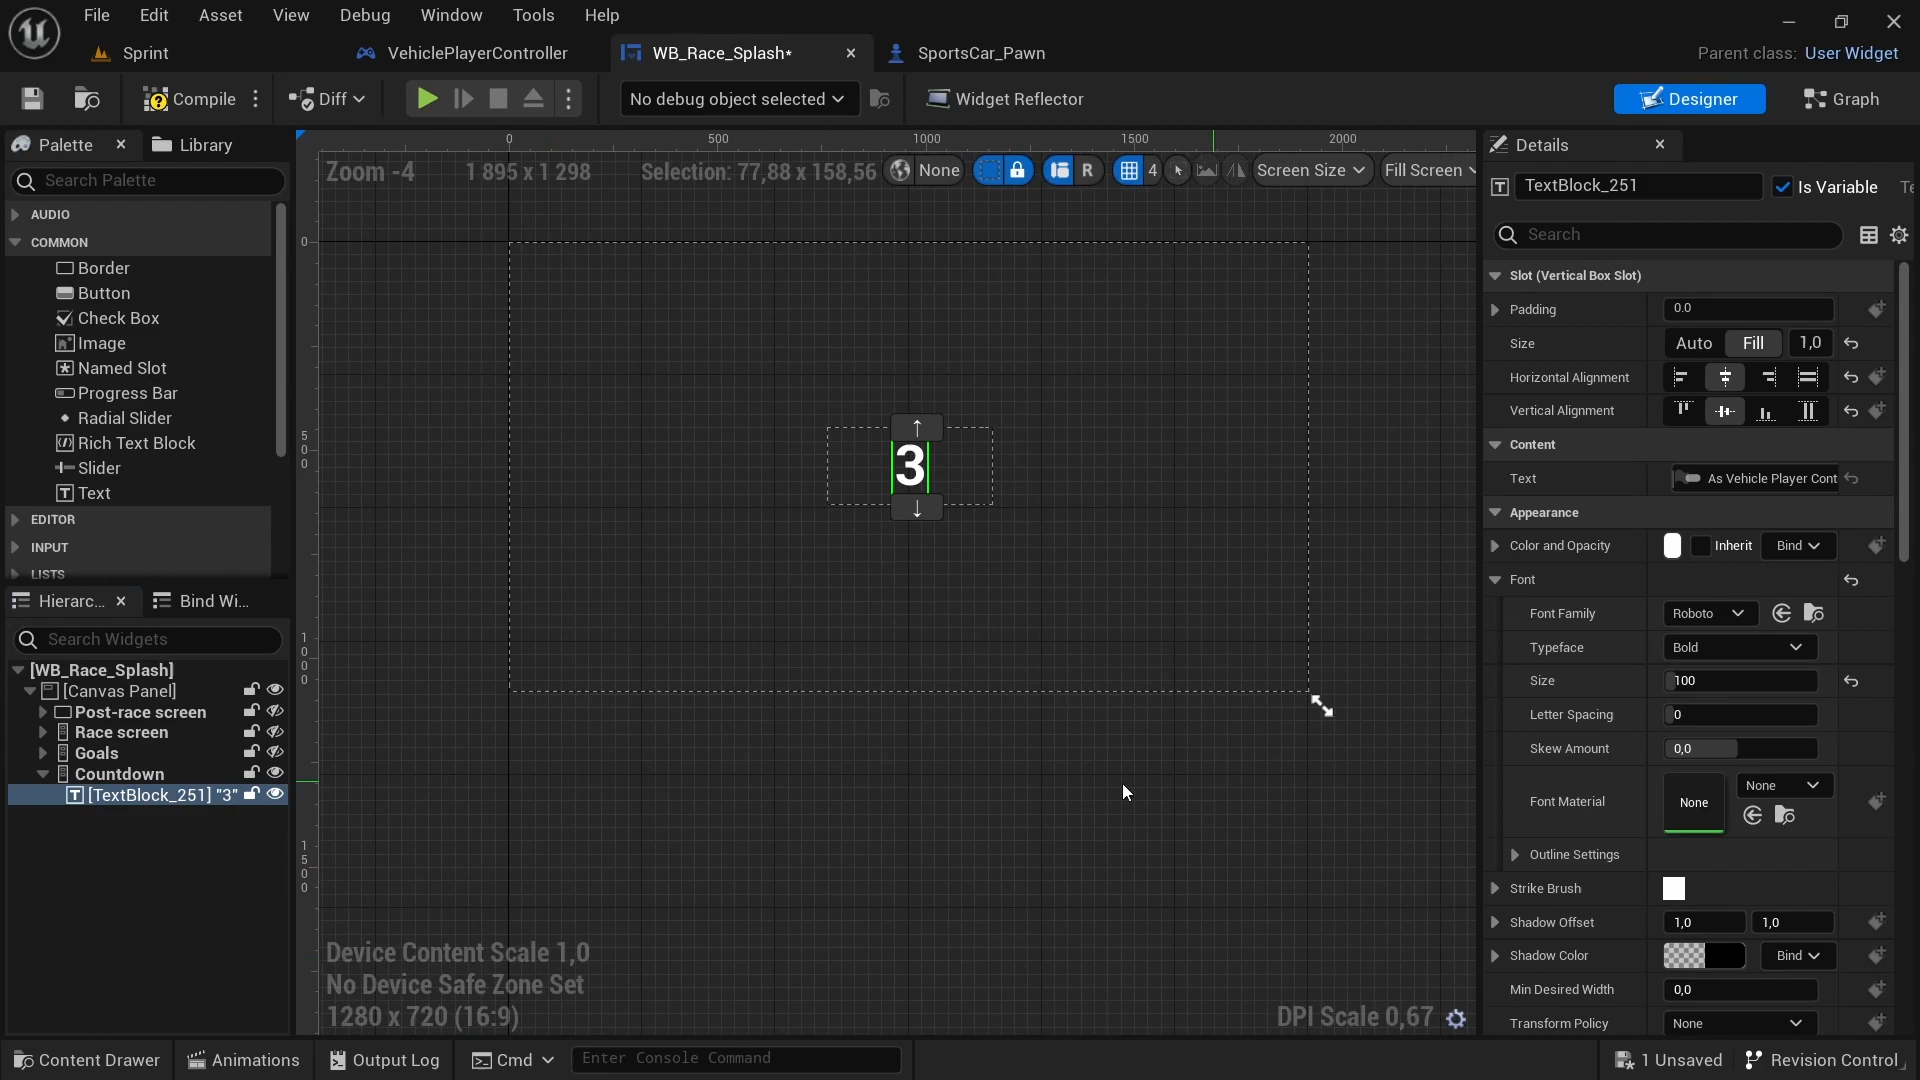 File Edit Asset View Debug Window Tools Help
Sprint VehiclePlayerController WB_Race_Splash* SportsCar_Pawn Parent class: User Widget
Compile Diff No debug object selected Widget Reflector Designer Graph
Palette Library
Search Palette
AUDIO
COMMON
Border
Button
Check Box
Image
Named Slot
Progress Bar
Radial Slider
Rich Text Block
Slider
Text
EDITOR
INPUT
LISTS
Hierarc... Bind Wi...
Search Widgets
[WB_Race_Splash]
[Canvas Panel]
Post-race screen
Race screen
Goals
Countdown
[TextBlock_251] "3"
0 500 1000 1500 2000
Zoom -4 1 895 x 1 298 Selection: 77,88 x 158,56 None R 4 Screen Size Fill Screen
0
500
1000
1500
3
Device Content Scale 1,0
No Device Safe Zone Set
1280 x 720 (16:9)
DPI Scale 0,67
Details
TextBlock_251 Is Variable Te
Search
Slot (Vertical Box Slot)
Padding 0.0
Size Auto Fill 1,0
Horizontal Alignment
Vertical Alignment
Content
Text As Vehicle Player Cont
Appearance
Color and Opacity Inherit Bind
Font
Font Family Roboto
Typeface Bold
Size 100
Letter Spacing 0
Skew Amount 0,0
Font Material None None
Outline Settings
Strike Brush
Shadow Offset 1,0 1,0
Shadow Color Bind
Min Desired Width 0,0
Transform Policy None
Content Drawer Animations Output Log Cmd Enter Console Command 1 Unsaved Revision Control